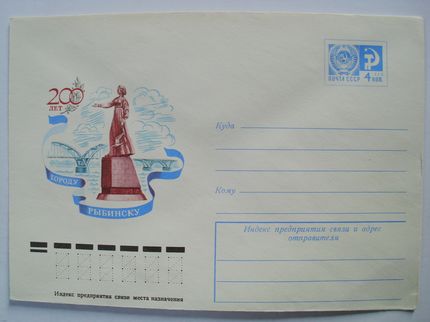 200
ЛЕТ
ГОРОДУ
РЫБИНСКУ
ПОЧТА СССР
4 КОП.
Куда
Кому
Индекс предприятия связи и адрес
отправителя
Индекс предприятия связи места назначения